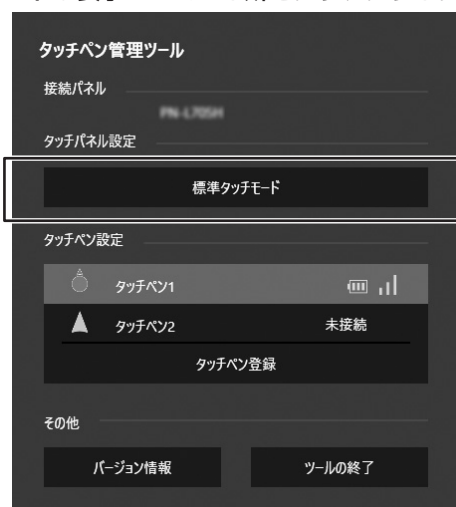 タッチペン管理ツール
接続パネル
PN-L705H
タッチパネル設定
標準タッチモード
タッチペン設定
タッチペン1
タッチペン2 未接続
タッチペン登録
その他
バージョン情報 ツールの終了